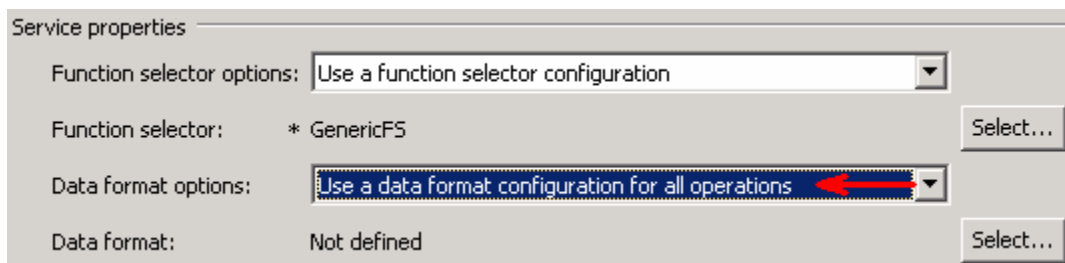 Service properties
Function selector options: Use a function selector configuration
Function selector: * GenericFS Select...
Data format options: Use a data format configuration for all operations
Data format: Not defined Select...